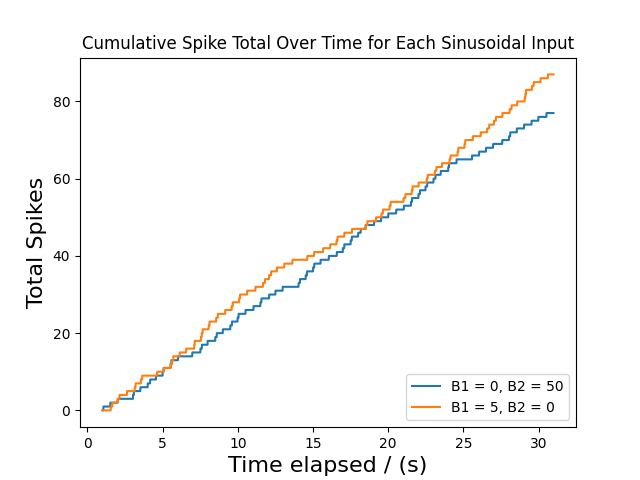 Cumulative Spike Total Over Time for Each Sinusoidal Input
Total Spikes
80
60
40
20
0
0 5 10 15 20 25 30
Time elapsed / (s)
B1 = 0, B2 = 50
B1 = 5, B2 = 0